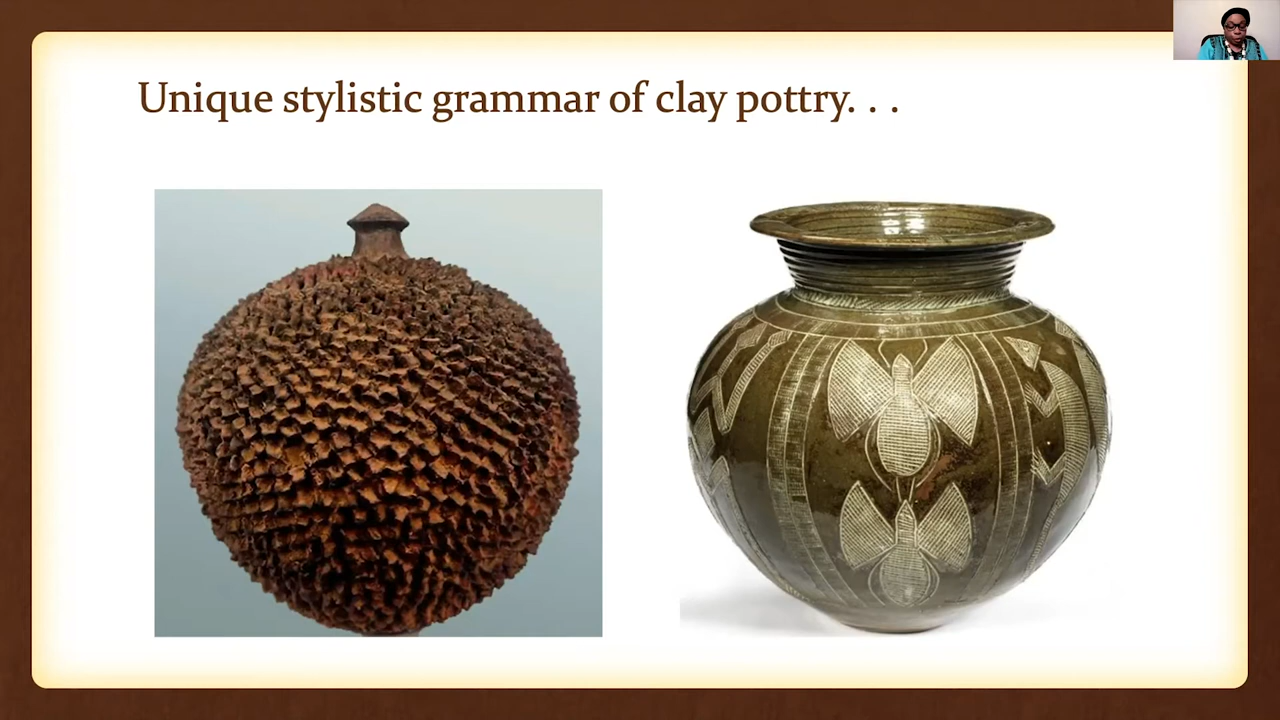 Unique stylistic grammar of clay pottry. . .